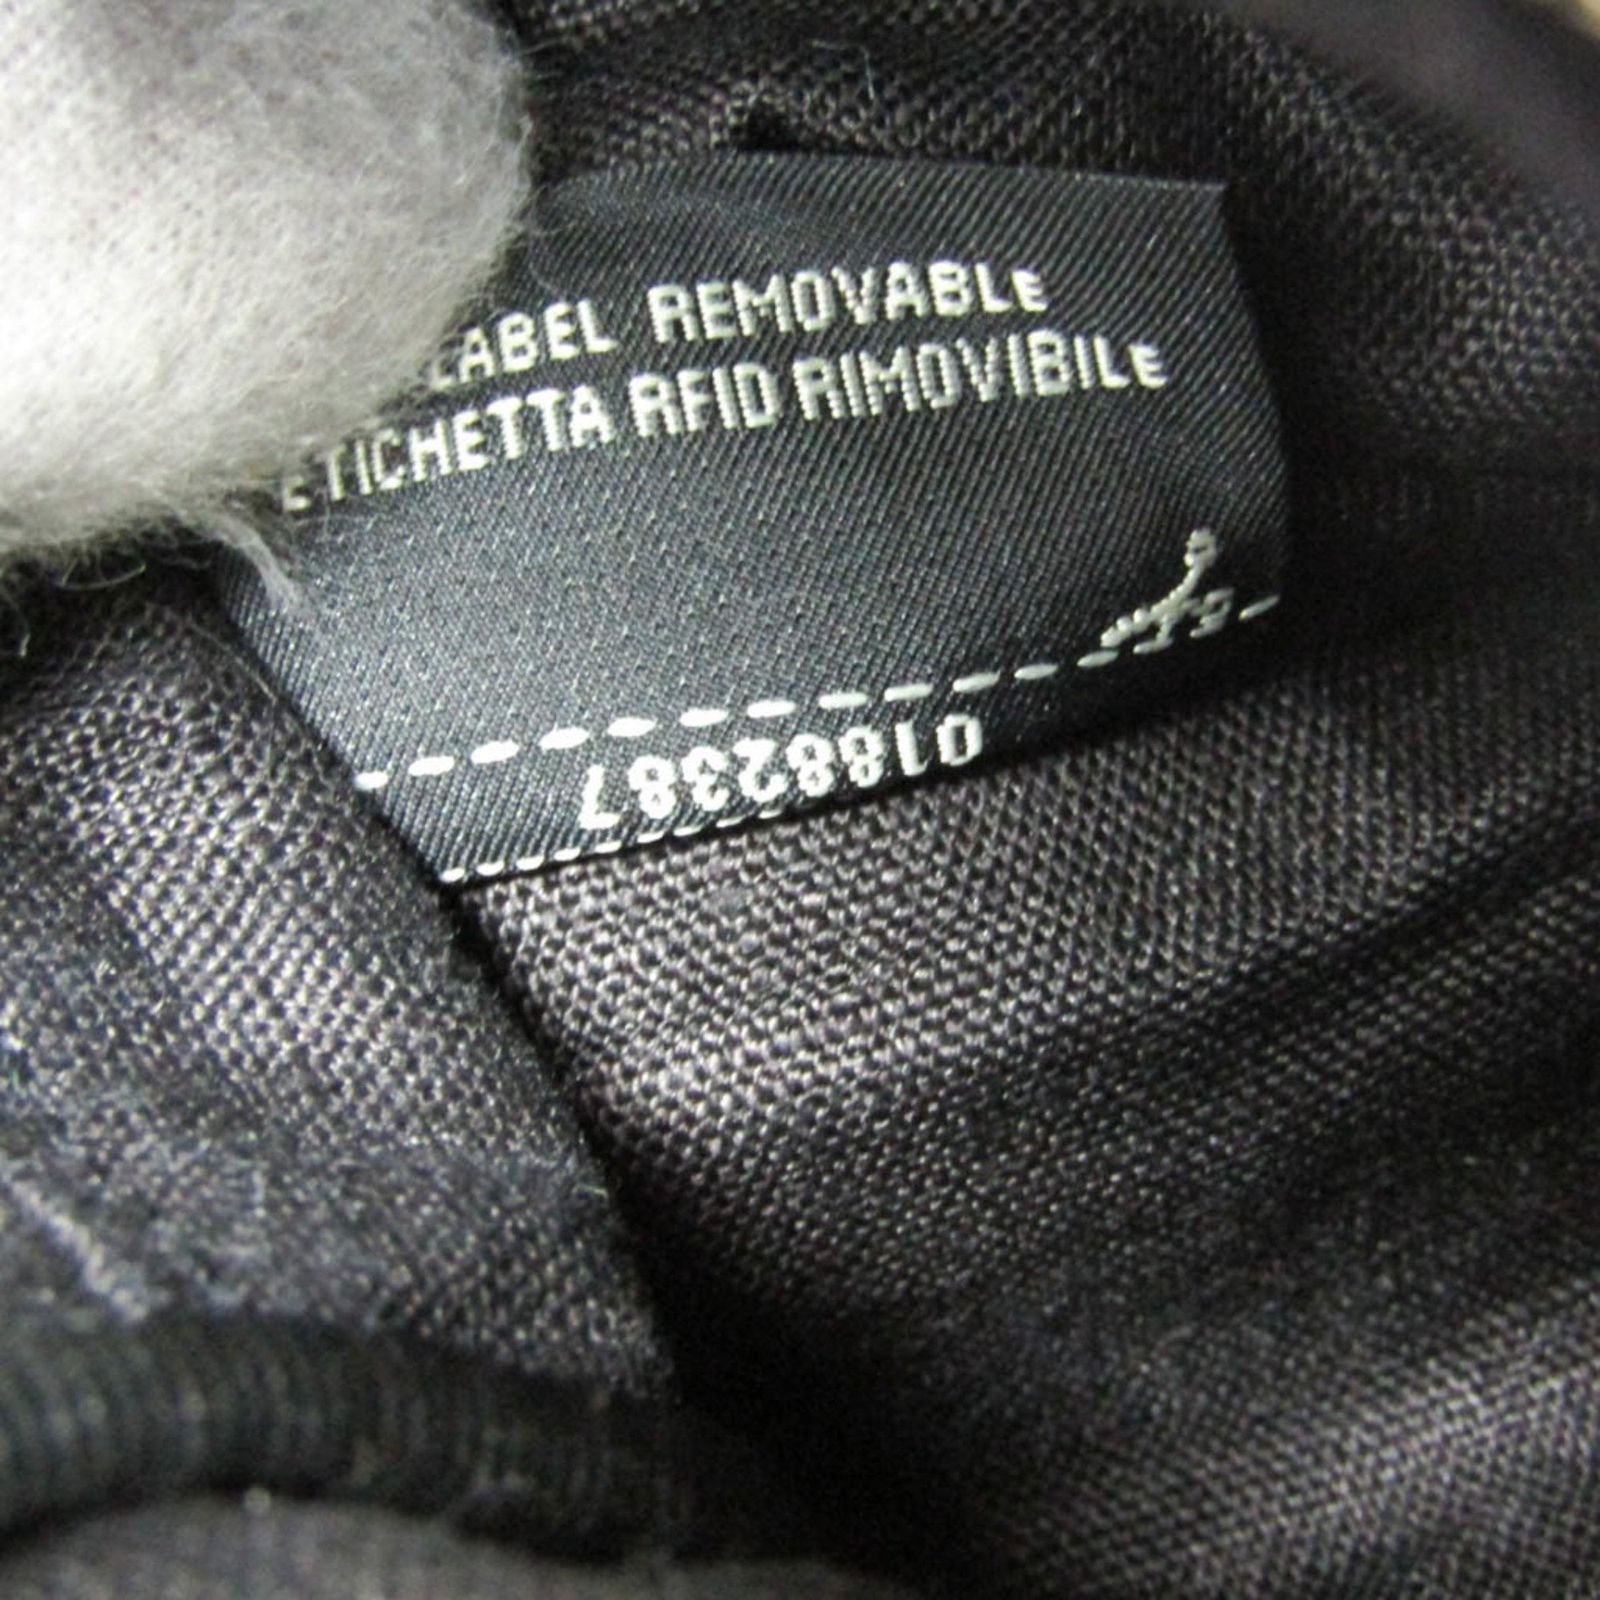 LABEL REMOVABLE
ETICHETTA RFID RIMOVIBILE
01882387